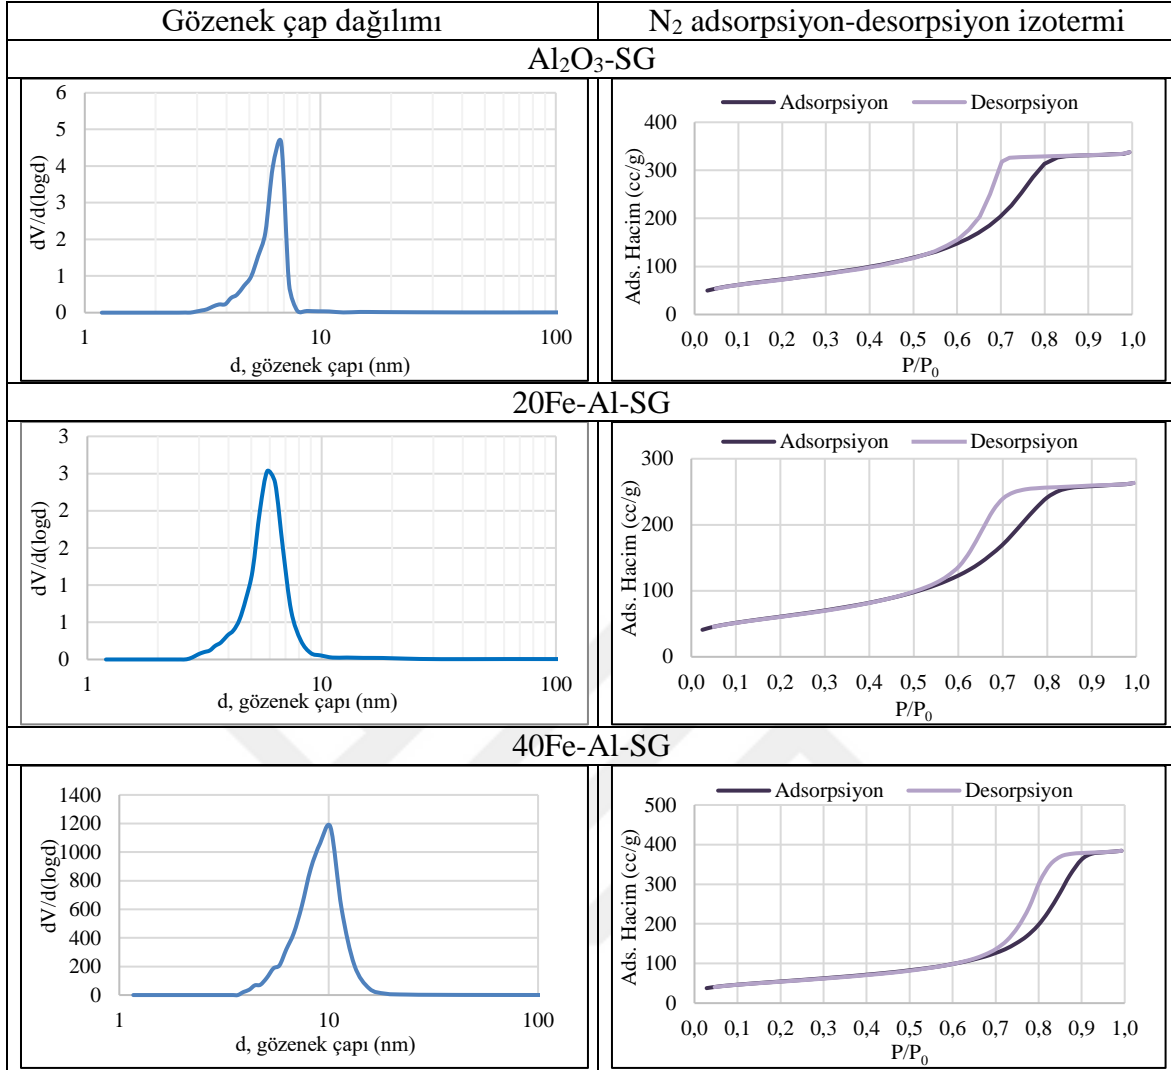 Gözenek çap dağılımı
N₂ adsorpsiyon-desorpsiyon izotermi
Al₂O₃-SG
6
5
4
3
2
1
0
dV/d(logd)
1
10
100
d, gözenek çapı (nm)
Adsorpsiyon
Desorpsiyon
400
300
200
100
0
Ads. Hacim (cc/g)
0,0 0,1 0,2 0,3 0,4 0,5 0,6 0,7 0,8 0,9 1,0
P/P₀
20Fe-Al-SG
3
3
2
2
1
1
0
dV/d(logd)
1
10
100
d, gözenek çapı (nm)
Adsorpsiyon
Desorpsiyon
300
200
100
0
Ads. Hacim (cc/g)
0,0 0,1 0,2 0,3 0,4 0,5 0,6 0,7 0,8 0,9 1,0
P/P₀
40Fe-Al-SG
1400
1200
1000
800
600
400
200
0
dV/d(logd)
1
10
100
d, gözenek çapı (nm)
Adsorpsiyon
Desorpsiyon
500
400
300
200
100
0
Ads. Hacim (cc/g)
0,0 0,1 0,2 0,3 0,4 0,5 0,6 0,7 0,8 0,9 1,0
P/P₀